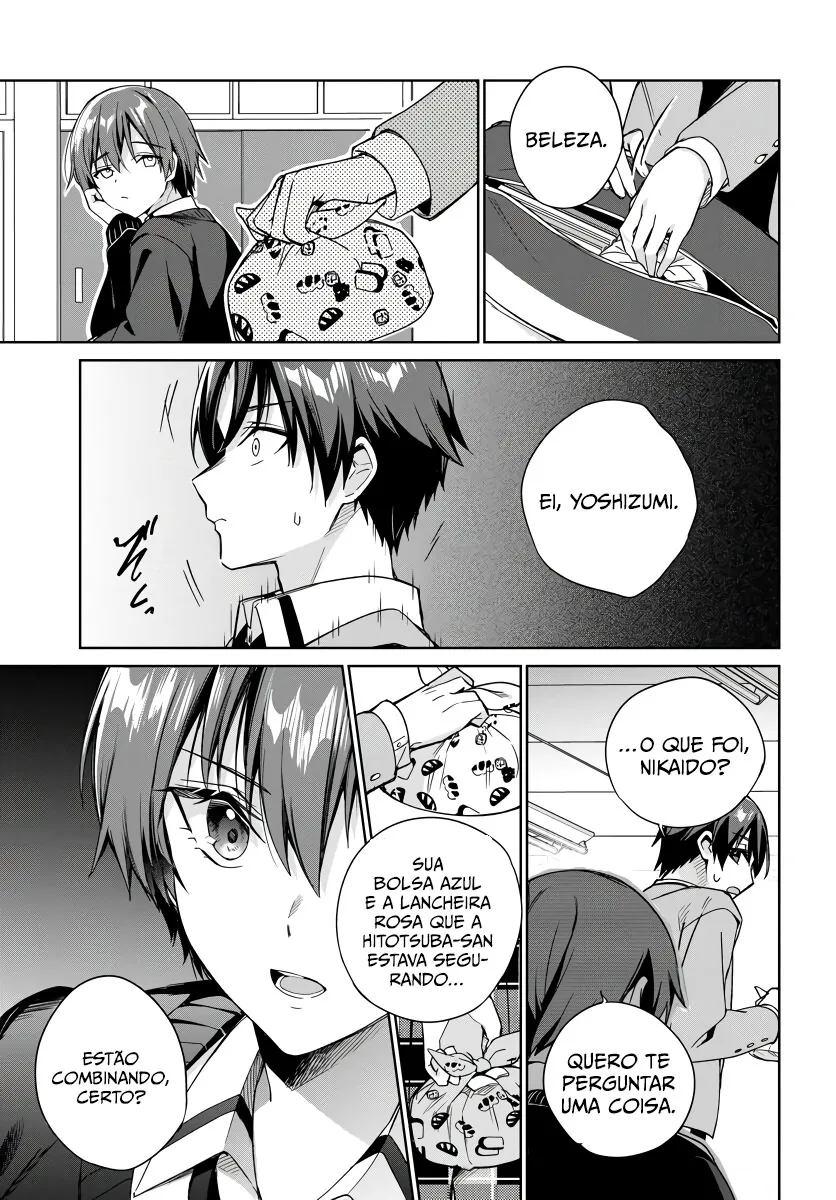 BELEZA.
EI, YOSHIZUMI.
...O QUE FOI,
NIKAIDO?
QUERO TE
PERGUNTAR
UMA COISA.
SUA
BOLSA AZUL
E A LANCHEIRA
ROSA QUE A
HITOTSUBA-SAN
ESTAVA SEGU-
RANDO...
ESTÃO
COMBINANDO,
CERTO?